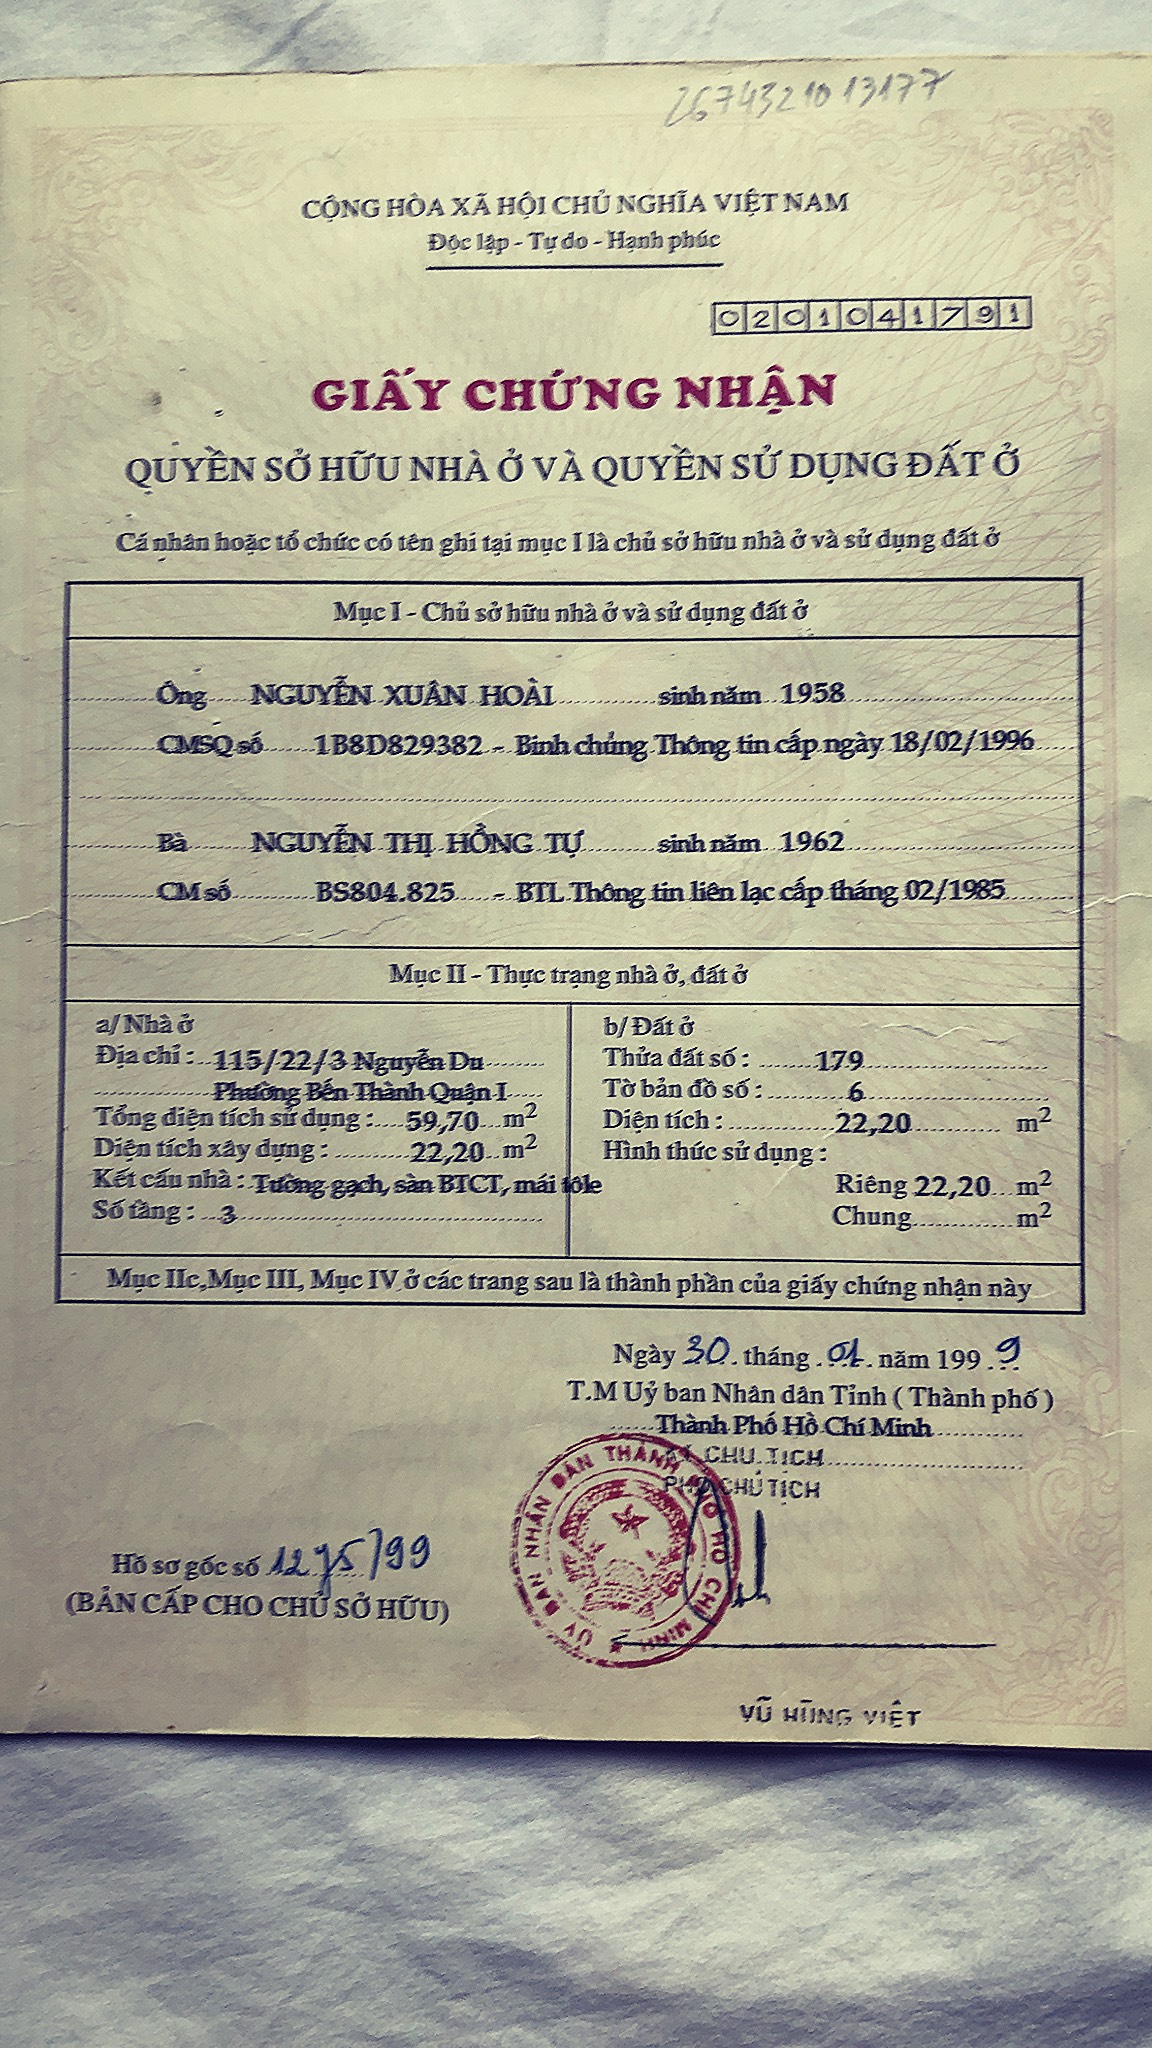 2674321013177
CỘNG HÒA XÃ HỘI CHỦ NGHĨA VIỆT NAM
Độc lập - Tự do - Hạnh phúc
0201041791
GIẤY CHỨNG NHẬN
QUYỀN SỞ HỮU NHÀ Ở VÀ QUYỀN SỬ DỤNG ĐẤT Ở
Cá nhân hoặc tổ chức có tên ghi tại mục I là chủ sở hữu nhà ở và sử dụng đất ở
Mục I - Chủ sở hữu nhà ở và sử dụng đất ở
Ông NGUYỄN XUÂN HOÀI sinh năm 1958
CMSQ số 1B8D829382 - Binh chủng Thông tin cấp ngày 18/02/1996
Bà NGUYỄN THỊ HỒNG TỰ sinh năm 1962
CM số BS804.825 - BTL Thông tin liên lạc cấp tháng 02/1985
Mục II - Thực trạng nhà ở, đất ở
a/ Nhà ở
Địa chỉ : 115/22/3 Nguyễn Du
Phường Bến Thành Quận I
Tổng diện tích sử dụng : 59,70 m2
Diện tích xây dựng : 22,20 m2
Kết cấu nhà : Tường gạch, sàn BTCT, mái tôle
Số tầng : 3
b/ Đất ở
Thửa đất số : 179
Tờ bản đồ số : 6
Diện tích : 22,20 m2
Hình thức sử dụng :
Riêng 22,20 m2
Chung m2
Mục IIc,Mục III, Mục IV ở các trang sau là thành phần của giấy chứng nhận này
Ngày 30 tháng 01 năm 1999
T.M Uỷ ban Nhân dân Tỉnh ( Thành phố )
Thành Phố Hồ Chí Minh
KT CHỦ TỊCH
PHÓ CHỦ TỊCH
ỦY BAN NHÂN DÂN THÀNH PHỐ HỒ CHÍ MINH
Hồ sơ gốc số /99
(BẢN CẤP CHO CHỦ SỞ HỮU)
VŨ HÙNG VIỆT